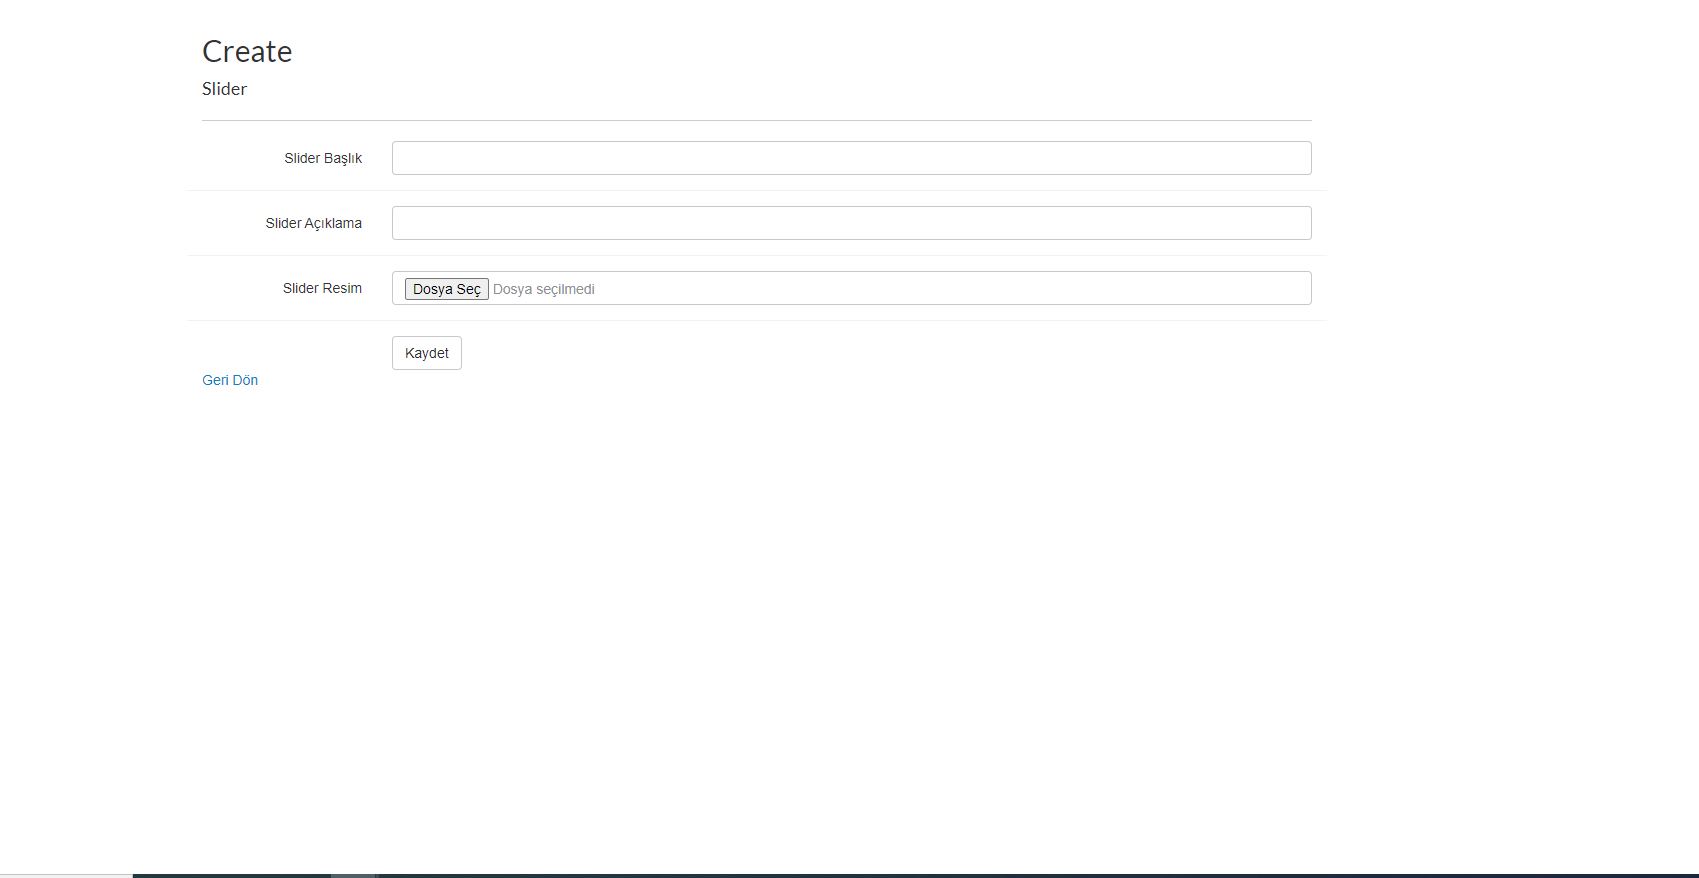 Create
Slider
Slider Başlık
Slider Açıklama
Slider Resim
Dosya Seç Dosya seçilmedi
Kaydet
Geri Dön